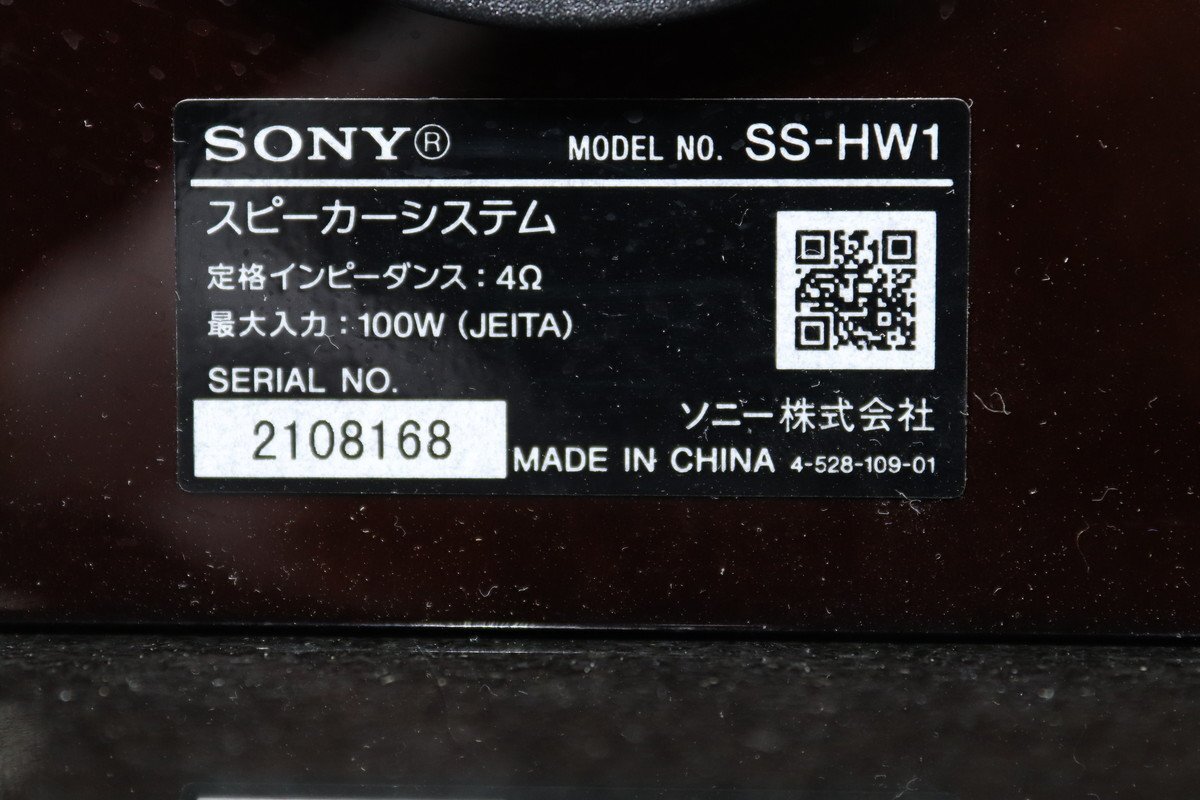 SONY® MODEL NO. SS-HW1
スピーカーシステム
定格インピーダンス：4Ω
最大入力：100W (JEITA)
SERIAL NO.
2108168
ソニー株式会社
MADE IN CHINA 4-528-109-01